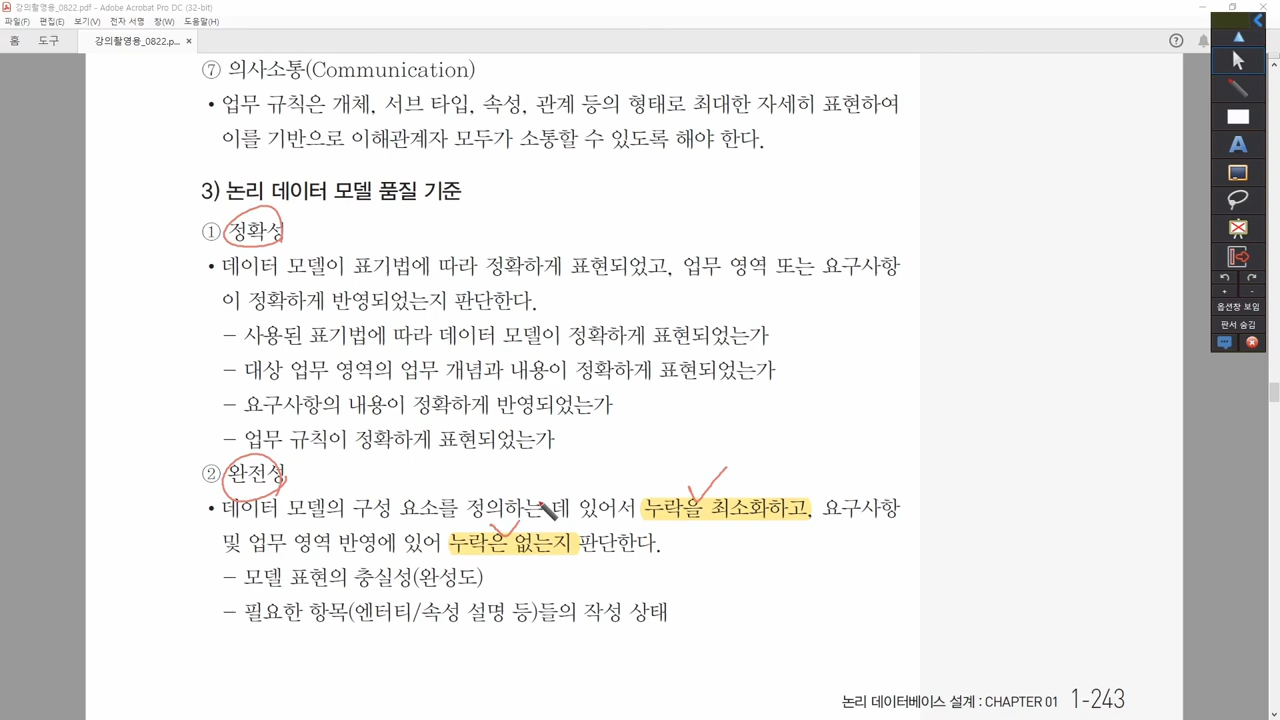 강의촬영용_0822.pdf - Adobe Acrobat Pro DC (32-bit)
파일(F) 편집(E) 보기(V) 전자 서명 창(W) 도움말(H)
홈 도구 강의촬영용_0822.p... ×
⑦ 의사소통(Communication)
• 업무 규칙은 개체, 서브 타입, 속성, 관계 등의 형태로 최대한 자세히 표현하여
이를 기반으로 이해관계자 모두가 소통할 수 있도록 해야 한다.
3) 논리 데이터 모델 품질 기준
① 정확성
• 데이터 모델이 표기법에 따라 정확하게 표현되었고, 업무 영역 또는 요구사항
이 정확하게 반영되었는지 판단한다.
– 사용된 표기법에 따라 데이터 모델이 정확하게 표현되었는가
– 대상 업무 영역의 업무 개념과 내용이 정확하게 표현되었는가
– 요구사항의 내용이 정확하게 반영되었는가
– 업무 규칙이 정확하게 표현되었는가
② 완전성
• 데이터 모델의 구성 요소를 정의하는 데 있어서 누락을 최소화하고, 요구사항
및 업무 영역 반영에 있어 누락은 없는지 판단한다.
– 모델 표현의 충실성(완성도)
– 필요한 항목(엔터티/속성 설명 등)들의 작성 상태
논리 데이터베이스 설계 : CHAPTER 01 1-243
옵션창 보임
판서 숨김